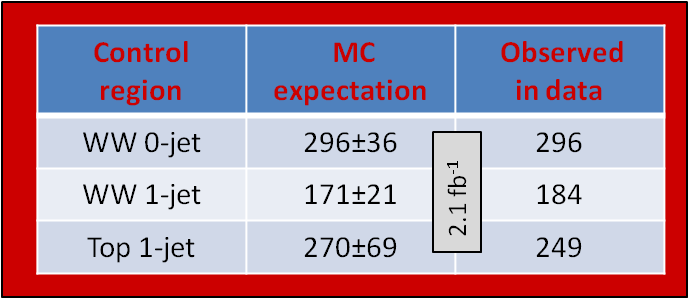 Control MC Observed
region expectation in data
WW 0-jet 296±36 296
WW 1-jet 171±21 184
Top 1-jet 270±69 249
2.1 fb⁻¹